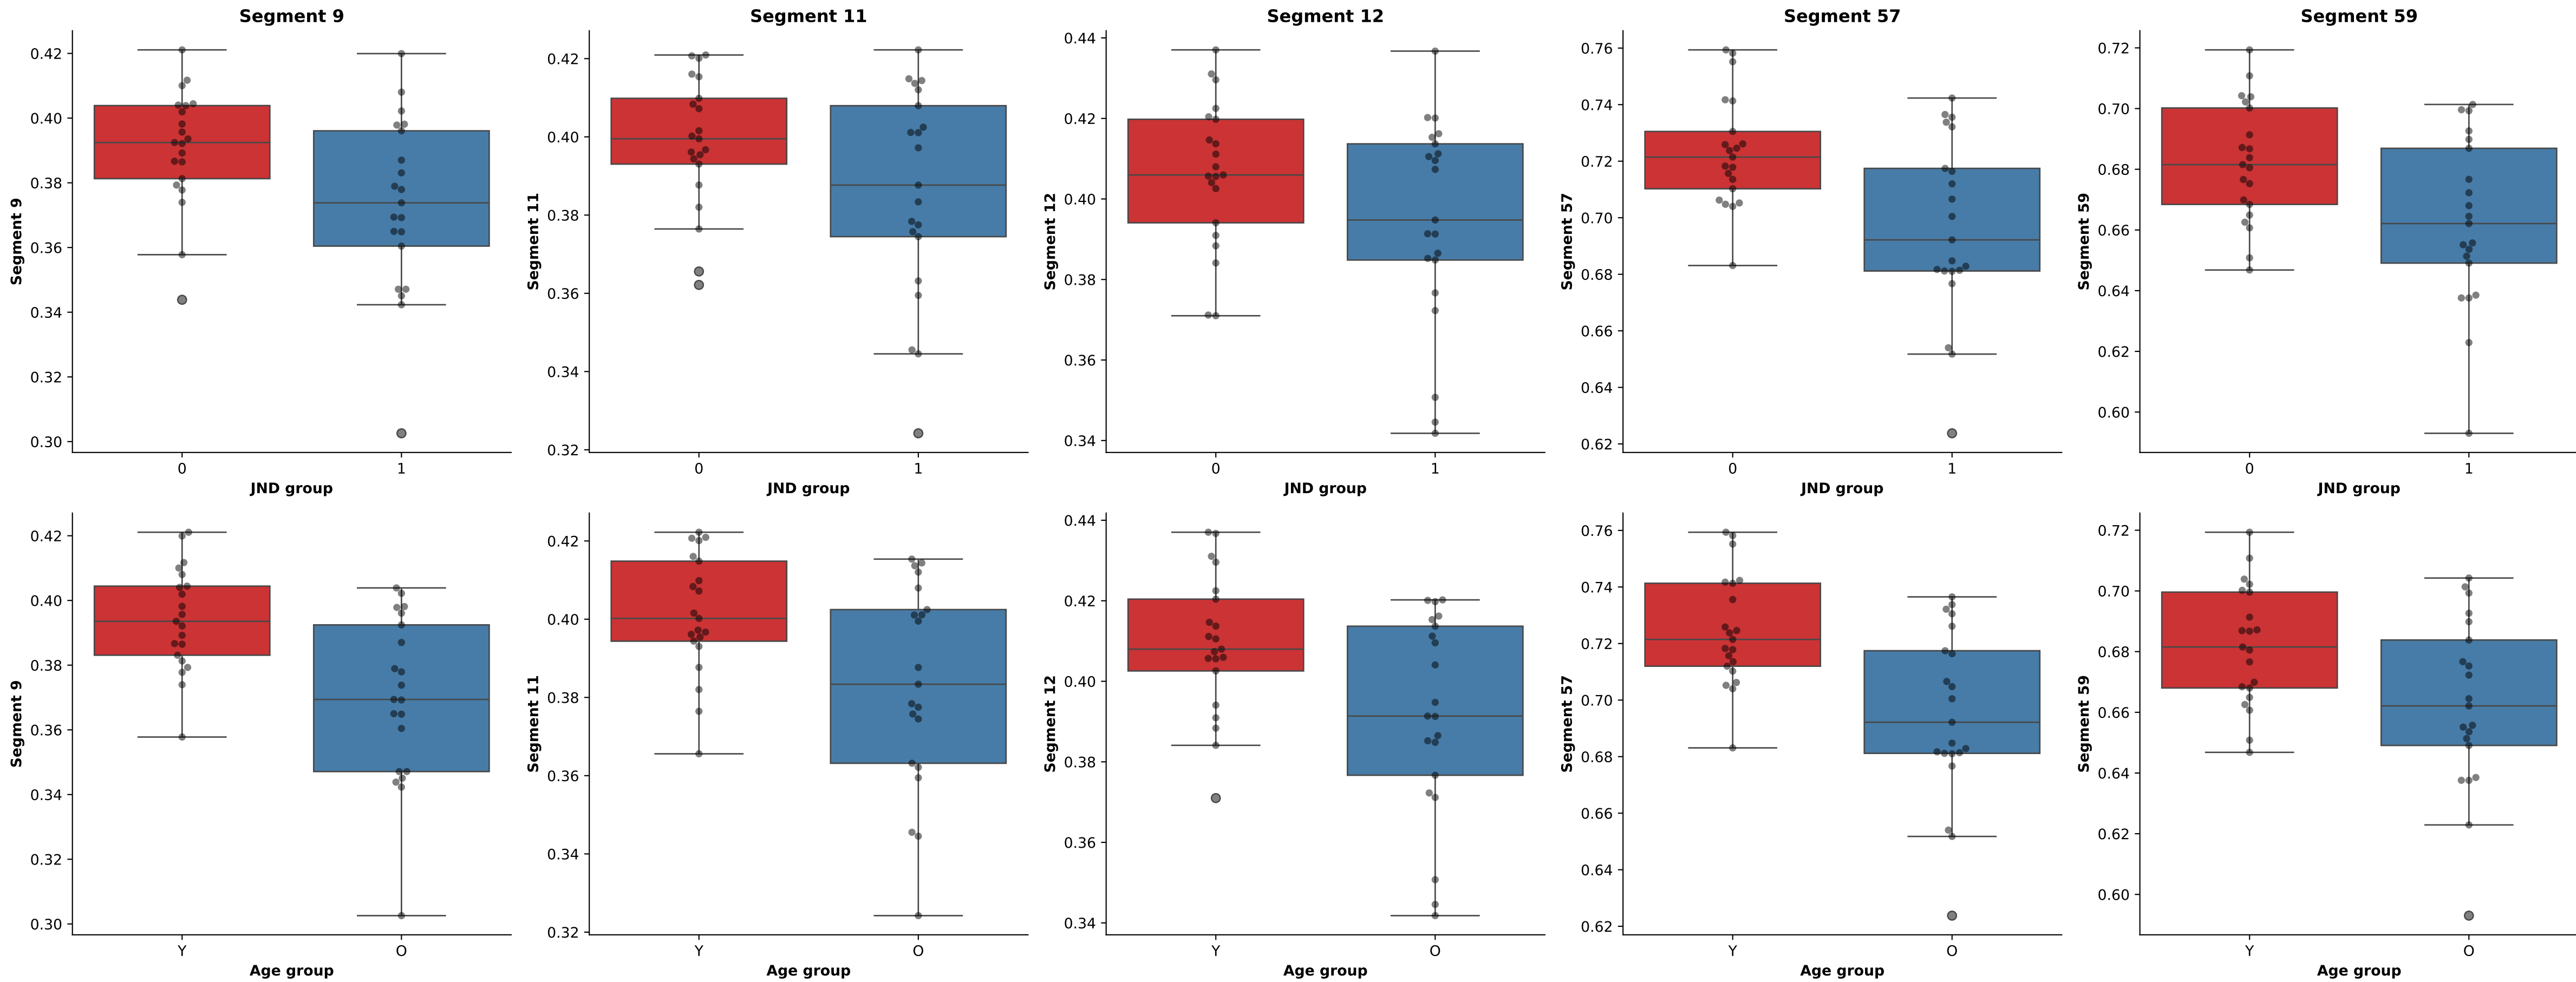 Segment 9
Segment 11
Segment 12
Segment 57
Segment 59
Segment 9
0.42
0.40
0.38
0.36
0.34
0.32
0.30
0
1
JND group
Segment 11
0.42
0.40
0.38
0.36
0.34
0.32
0
1
JND group
Segment 12
0.44
0.42
0.40
0.38
0.36
0.34
0
1
JND group
Segment 57
0.76
0.74
0.72
0.70
0.68
0.66
0.64
0.62
0
1
JND group
Segment 59
0.72
0.70
0.68
0.66
0.64
0.62
0.60
0
1
JND group
Segment 9
0.42
0.40
0.38
0.36
0.34
0.32
0.30
Y
O
Age group
Segment 11
0.42
0.40
0.38
0.36
0.34
0.32
Y
O
Age group
Segment 12
0.44
0.42
0.40
0.38
0.36
0.34
Y
O
Age group
Segment 57
0.76
0.74
0.72
0.70
0.68
0.66
0.64
0.62
Y
O
Age group
Segment 59
0.72
0.70
0.68
0.66
0.64
0.62
0.60
Y
O
Age group